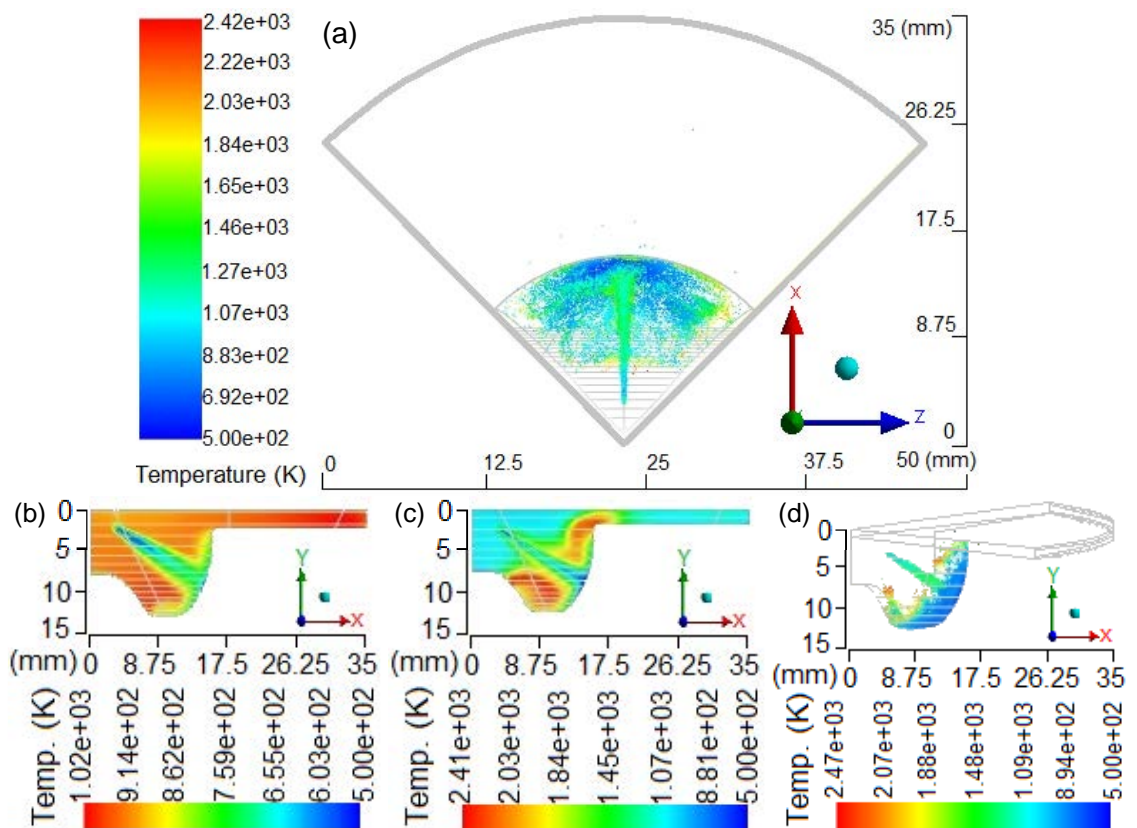 2.42e+03
2.22e+03
2.03e+03
1.84e+03
1.65e+03
1.46e+03
1.27e+03
1.07e+03
8.83e+02
6.92e+02
5.00e+02
Temperature (K)
(a)
35 (mm)
26.25
17.5
8.75
0
X
Z
0 12.5 25 37.5 50 (mm)
(b)
0
5
10
15
Y
X
(mm) 0 8.75 17.5 26.25 35
Temp. (K)
1.02e+03
9.14e+02
8.62e+02
7.59e+02
6.55e+02
6.03e+02
5.00e+02
(c)
0
5
10
15
Y
X
(mm) 0 8.75 17.5 26.25 35
Temp. (K)
2.41e+03
2.03e+03
1.84e+03
1.45e+03
1.07e+03
8.81e+02
5.00e+02
(d)
0
5
10
15
Y
X
(mm) 0 8.75 17.5 26.25 35
Temp. (K)
2.47e+03
2.07e+03
1.88e+03
1.48e+03
1.09e+03
8.94e+02
5.00e+02